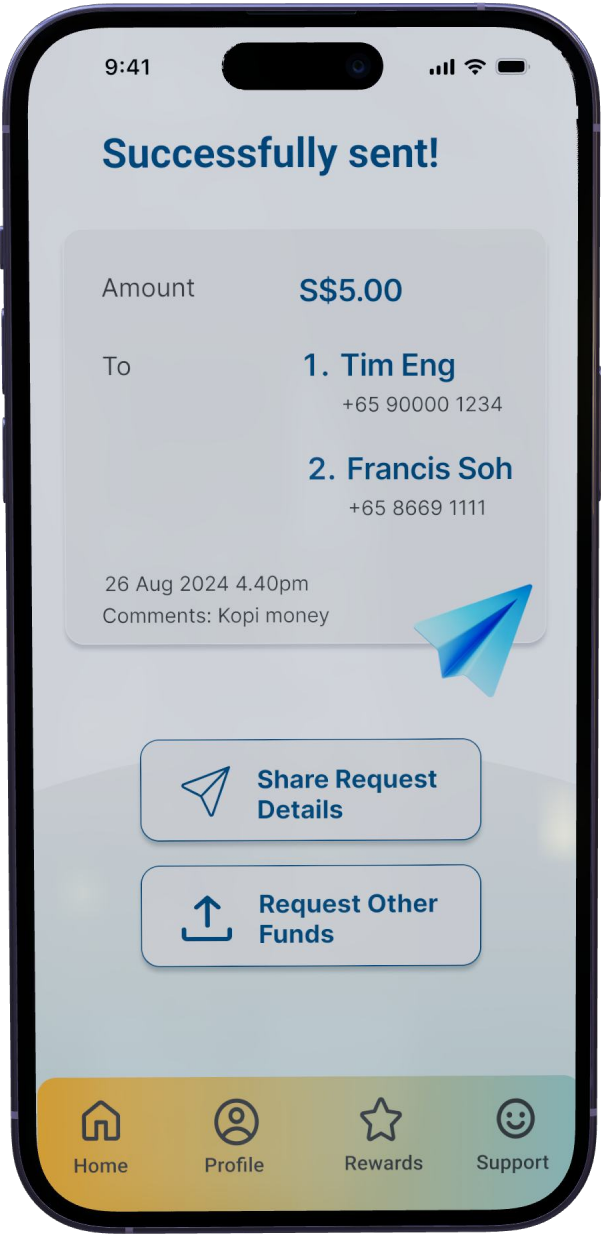 9:41
Successfully sent!
Amount S$5.00
To 1. Tim Eng
+65 90000 1234
2. Francis Soh
+65 8669 1111
26 Aug 2024 4.40pm
Comments: Kopi money
Share Request
Details
Request Other
Funds
Home Profile Rewards Support